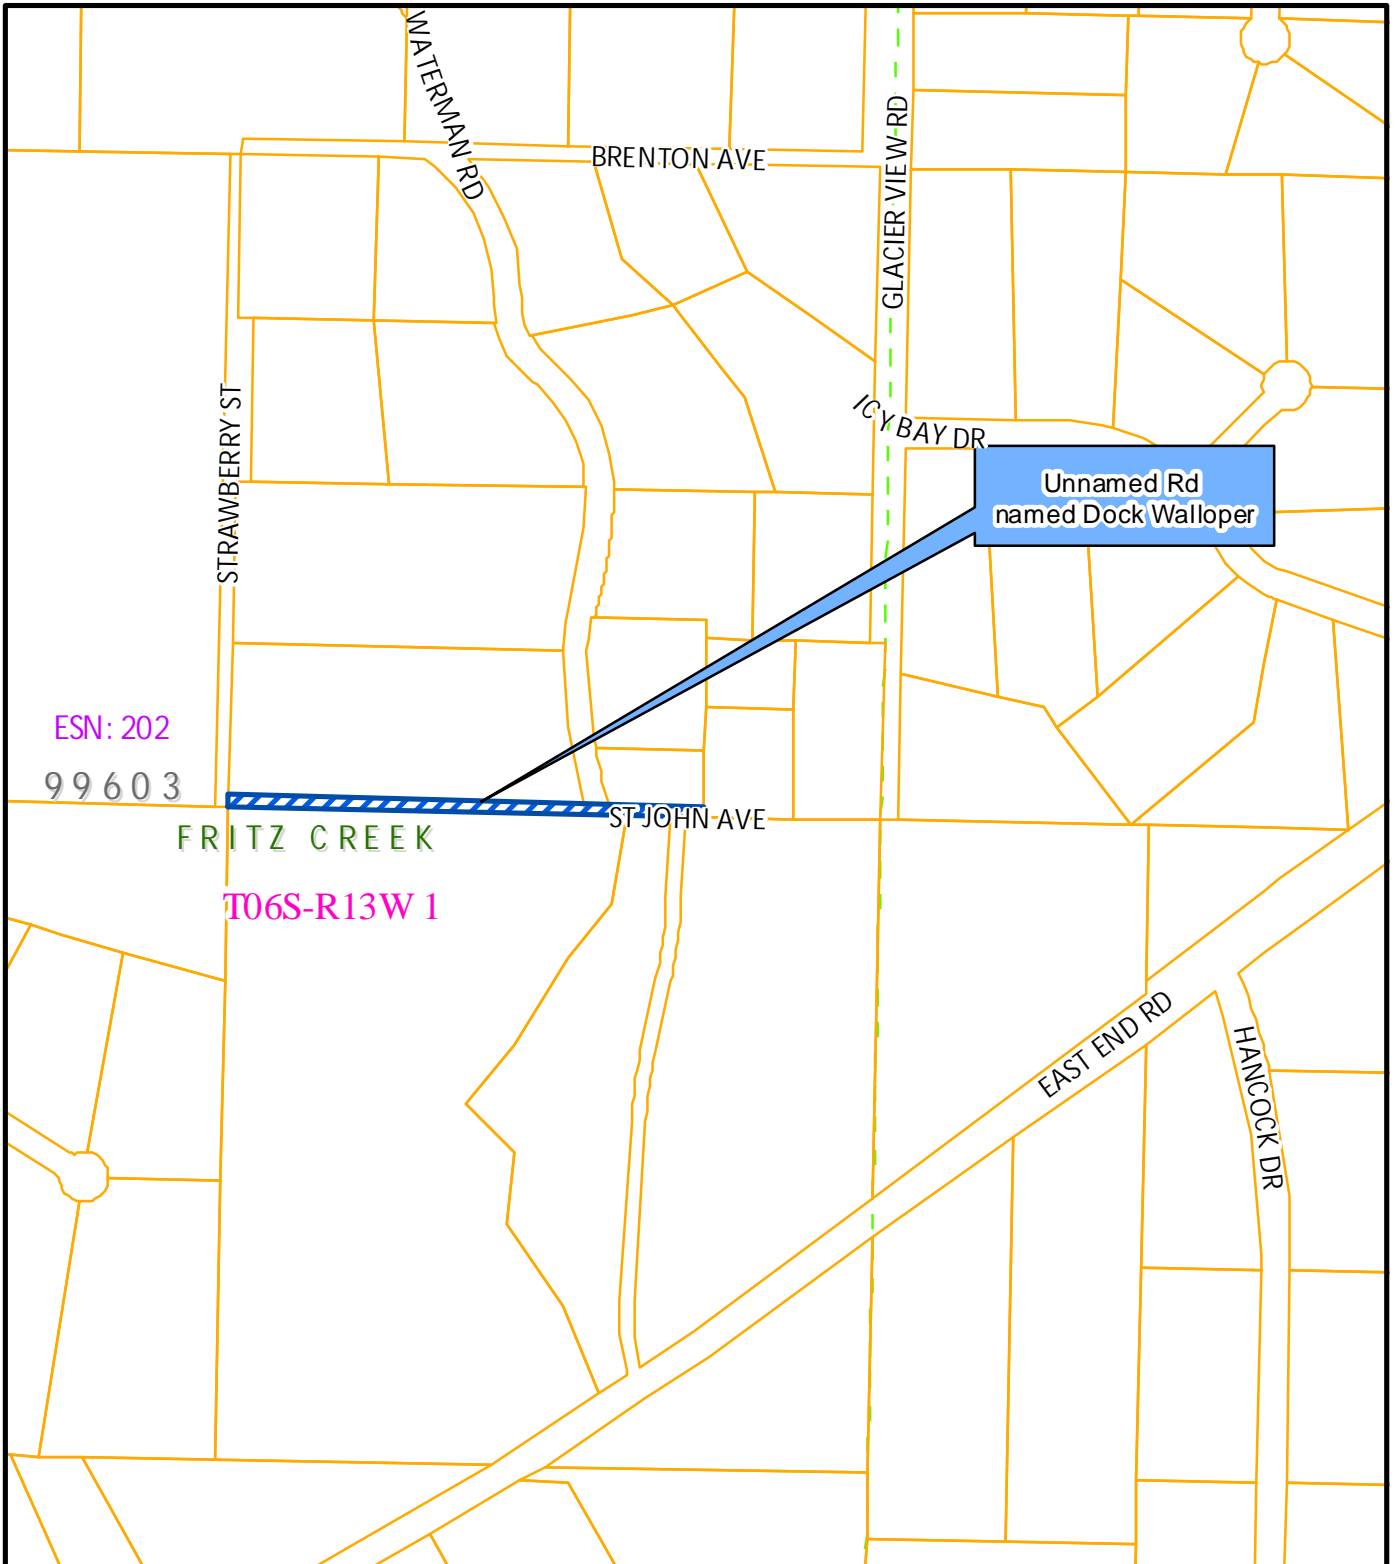 WATERMAN RD
BRENTON AVE
GLACIER VIEW RD
STRAWBERRY ST
ICY BAY DR
Unnamed Rd
named Dock Walloper
ESN: 202
99603
ST JOHN AVE
FRITZ CREEK
T06S-R13W 1
EAST END RD
HANCOCK DR